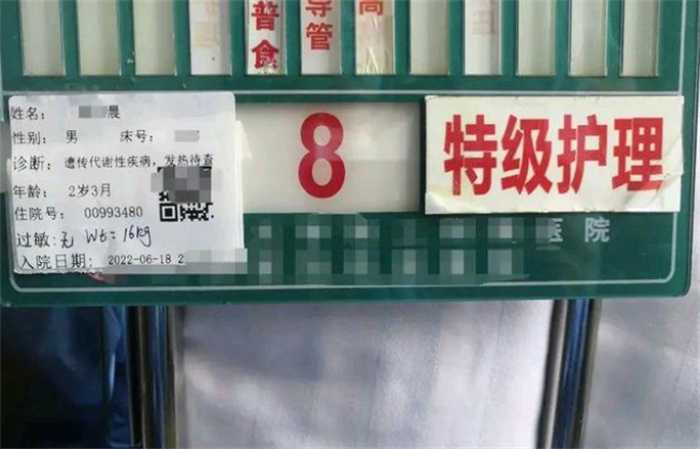 普食
导管
高
姓名： 晨
性别： 男 床号：
诊断： 遗传代谢性疾病，发热待查
年龄： 2岁3月
住院号： 00993480
过敏：无 Wt：16kg
入院日期： 2022-06-18 2
8
特级护理
医院